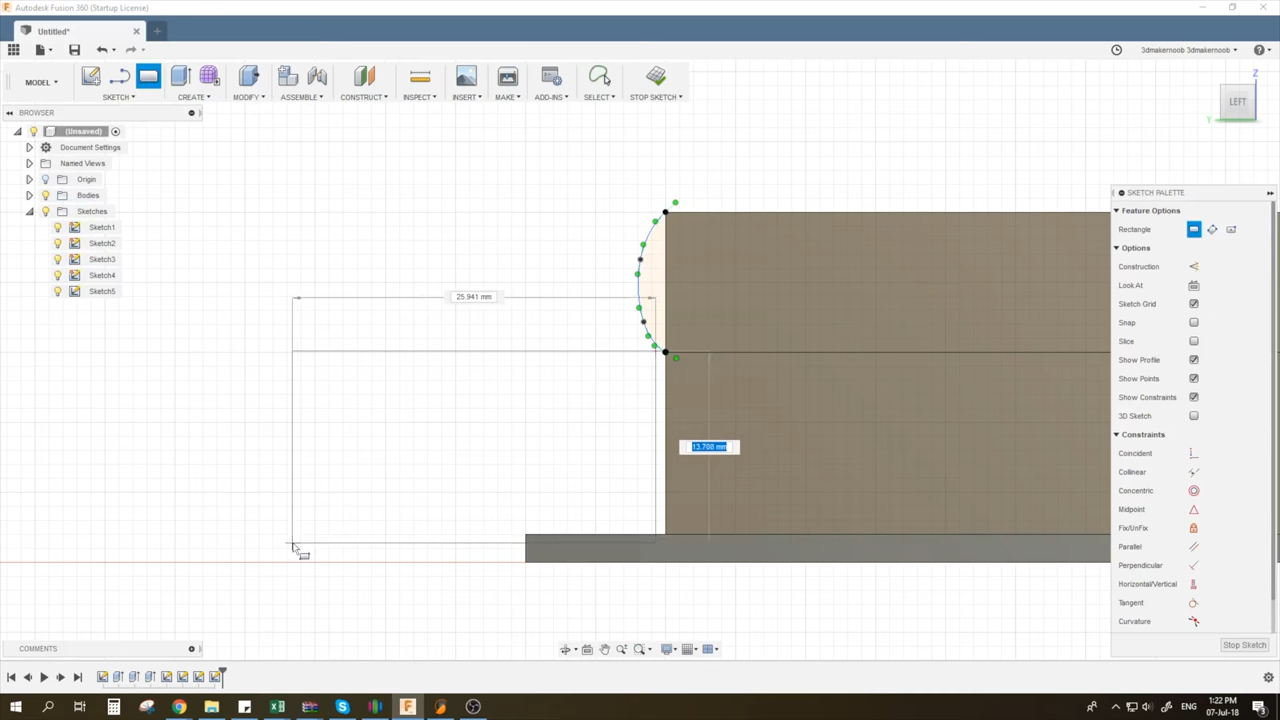 Autodesk Fusion 360 (Startup License)
Untitled*
3dmakernoob 3dmakernoob
MODEL
SKETCH
CREATE
MODIFY
ASSEMBLE
CONSTRUCT
INSPECT
INSERT
MAKE
ADD-INS
SELECT
STOP SKETCH
BROWSER
(Unsaved)
Document Settings
Named Views
Origin
Bodies
Sketches
Sketch1
Sketch2
Sketch3
Sketch4
Sketch5
Z
LEFT
Y
25.941 mm
13.708 mm
SKETCH PALETTE
Feature Options
Rectangle
Options
Construction
Look At
Sketch Grid
Snap
Slice
Show Profile
Show Points
Show Constraints
3D Sketch
Constraints
Coincident
Collinear
Concentric
Midpoint
Fix/UnFix
Parallel
Perpendicular
Horizontal/Vertical
Tangent
Curvature
Stop Sketch
COMMENTS
1:22 PM
07-Jul-18
3